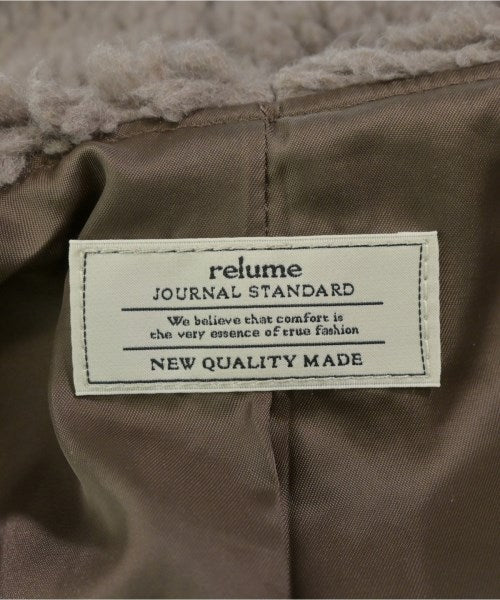 relume
JOURNAL STANDARD
We believe that comfort is
the very essence of true fashion
NEW QUALITY MADE